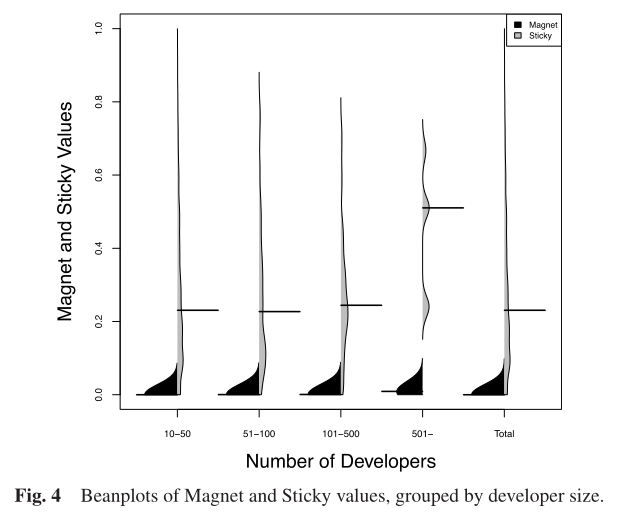 Magnet
Sticky
Magnet and Sticky Values
1.0
0.8
0.6
0.4
0.2
0.0
10−50
51−100
101−500
501−
Total
Number of Developers
Fig. 4 Beanplots of Magnet and Sticky values, grouped by developer size.